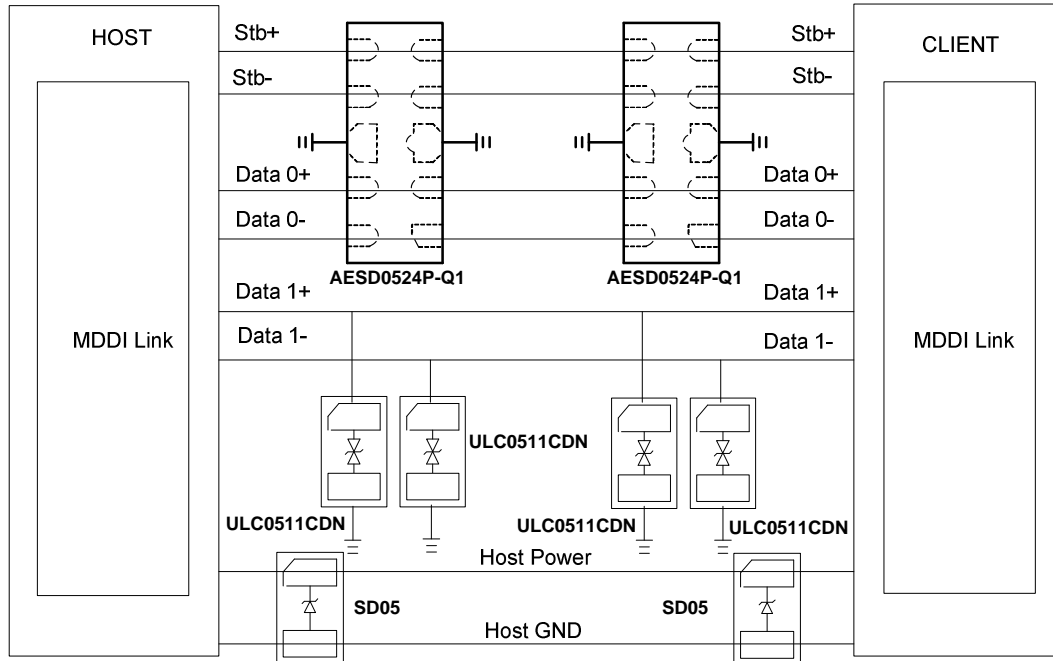 HOST
Stb+
Stb+
CLIENT
Stb-
Stb-
Data 0+
Data 0+
Data 0-
Data 0-
AESD0524P-Q1
AESD0524P-Q1
Data 1+
Data 1+
MDDI Link
Data 1-
Data 1-
MDDI Link
ULC0511CDN
ULC0511CDN
ULC0511CDN
ULC0511CDN
Host Power
SD05
SD05
Host GND